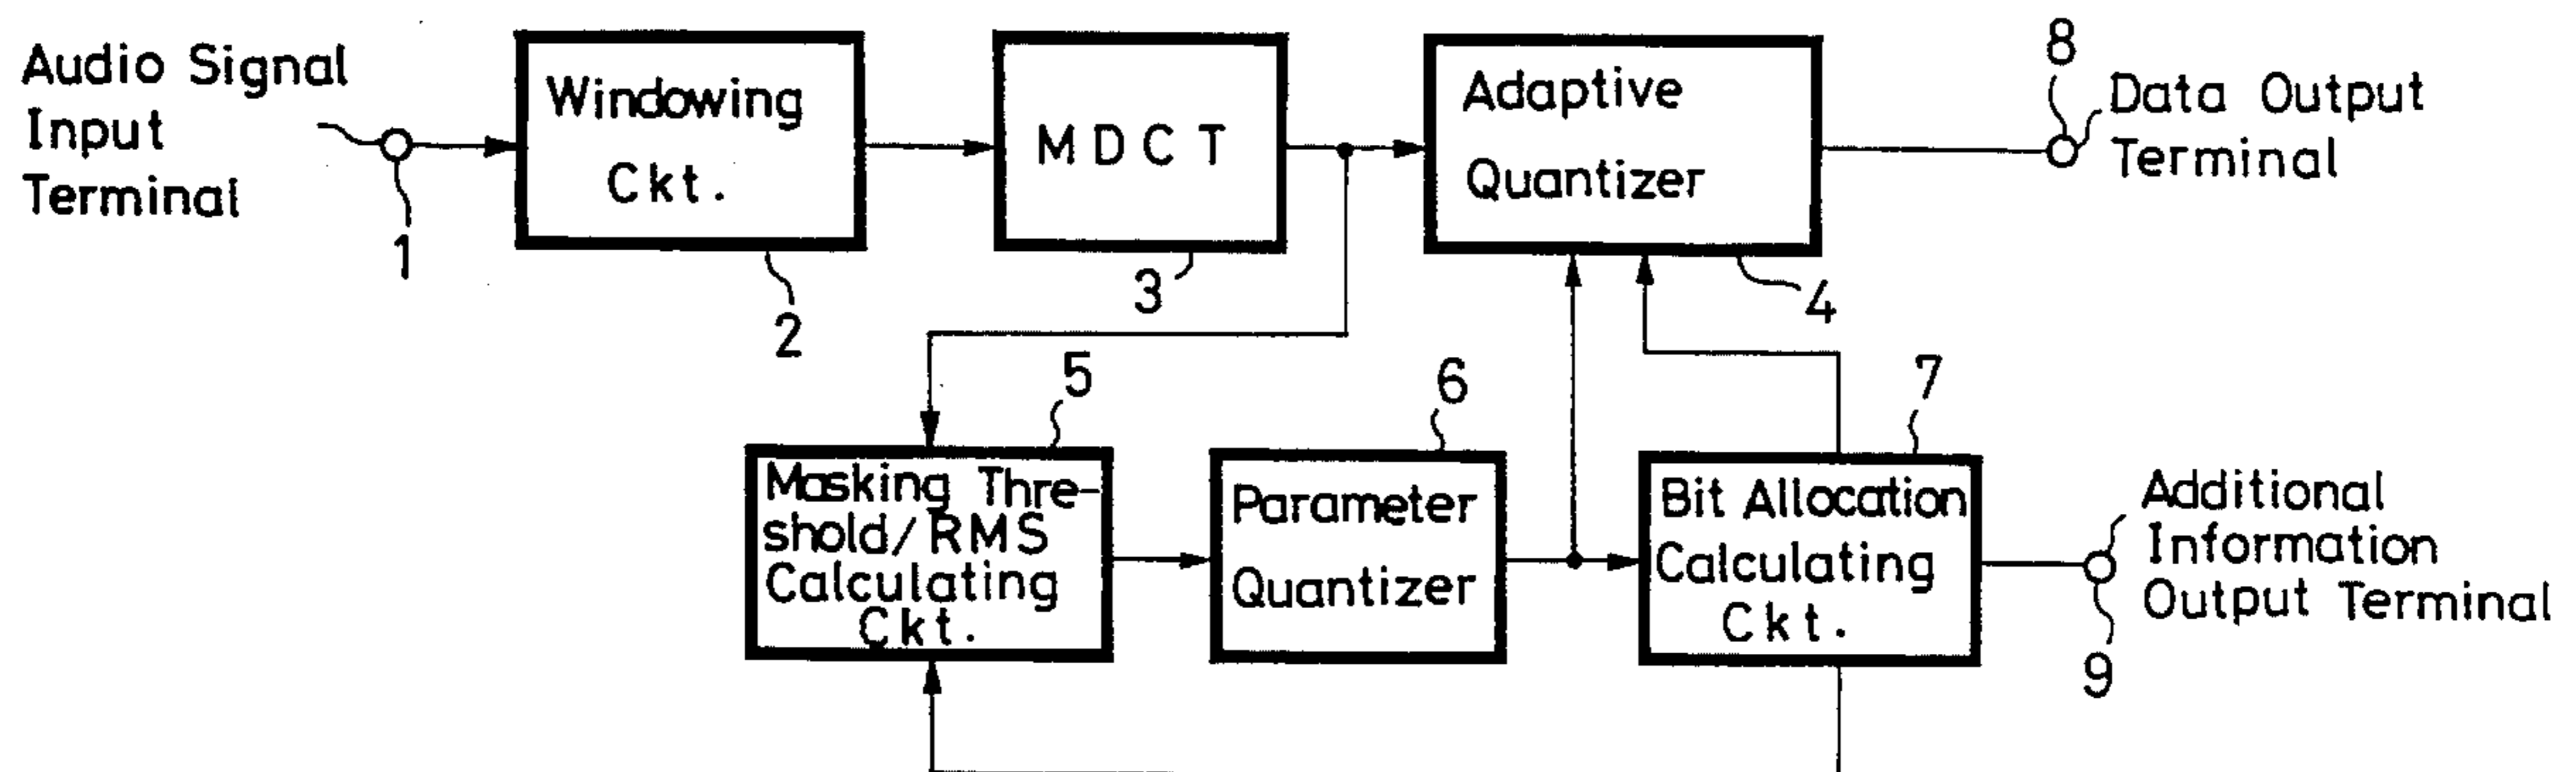 Audio Signal
Input
Terminal
1
Windowing
Ckt.
2
MDCT
3
Adaptive
Quantizer
4
8
Data Output
Terminal
5
Masking Thre-
shold/RMS
Calculating
Ckt.
6
Parameter
Quantizer
7
Bit Allocation
Calculating
Ckt.
Additional
Information
Output Terminal
9